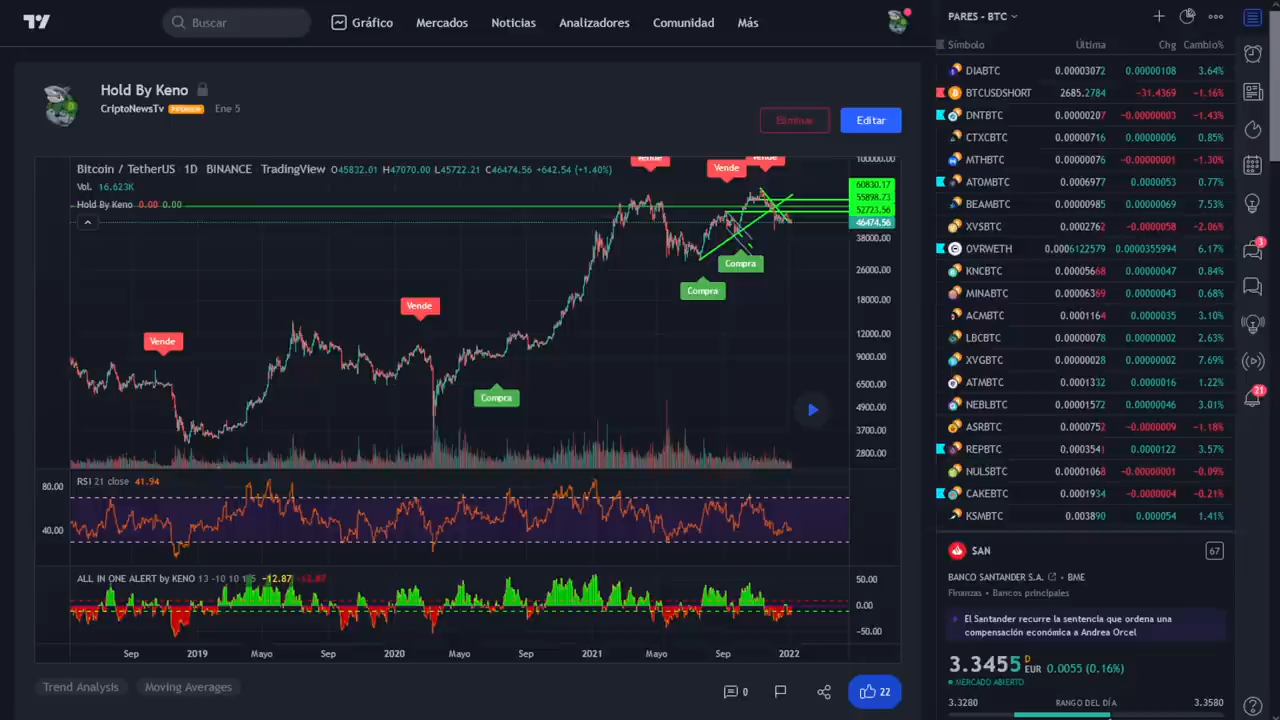 Buscar
Gráfico Mercados Noticias Analizadores Comunidad Más
Hold By Keno
CriptoNewsTv PREMIUM Ene 5
Eliminar Editar
Bitcoin / TetherUS 1D BINANCE TradingView O45832.01 H47070.00 L45722.21 C46474.56 +642.54 (+1.40%)
Vol. 16.623K
Hold By Keno 0.00 0.00
Vende
Vende
Vende
Vende
Vende
Compra
Compra
Compra
100000.00
60830.17
55898.73
52723.56
46474.56
38000.00
26000.00
18000.00
12000.00
9000.00
6500.00
4900.00
3700.00
2800.00
RSI 21 close 41.94
80.00
40.00
ALL IN ONE ALERT by KENO 13 -10 10 -12.87 -12.87
50.00
0.00
-50.00
Sep 2019 Mayo Sep 2020 Mayo Sep 2021 Mayo Sep 2022
Trend Analysis Moving Averages
0 22
PARES - BTC
Símbolo Última Chg Cambio%
DIABTC 0.00003072 0.00000108 3.64%
BTCUSDSHORT 2685.2784 -31.4369 -1.16%
DNTBTC 0.00000207 -0.00000003 -1.43%
CTXCBTC 0.00000716 0.00000006 0.85%
MTHBTC 0.00000076 -0.00000001 -1.30%
ATOMBTC 0.0006977 0.0000053 0.77%
BEAMBTC 0.00000985 0.00000069 7.53%
XVSBTC 0.0002762 -0.0000058 -2.06%
OVRWETH 0.0006122579 0.0000355994 6.17%
KNCBTC 0.00005668 0.00000047 0.84%
MINABTC 0.00006369 0.00000043 0.68%
ACMBTC 0.0001164 0.0000035 3.10%
LBCBTC 0.00000078 0.00000002 2.63%
XVGBTC 0.00000028 0.00000002 7.69%
ATMBTC 0.0001332 0.0000016 1.22%
NEBLBTC 0.00001572 0.00000046 3.01%
ASRBTC 0.0000752 -0.0000009 -1.18%
REPBTC 0.0003541 0.0000122 3.57%
NULSBTC 0.00001068 -0.00000001 -0.09%
CAKEBTC 0.0001934 -0.0000004 -0.21%
KSMBTC 0.003890 0.000054 1.41%
SAN 67
BANCO SANTANDER S.A. • BME
Finanzas • Bancos principales
El Santander recurre la sentencia que ordena una
compensación económica a Andrea Orcel
3.3455 D EUR 0.0055 (0.16%)
MERCADO ABIERTO
3.3280 RANGO DEL DÍA 3.3580
3
21